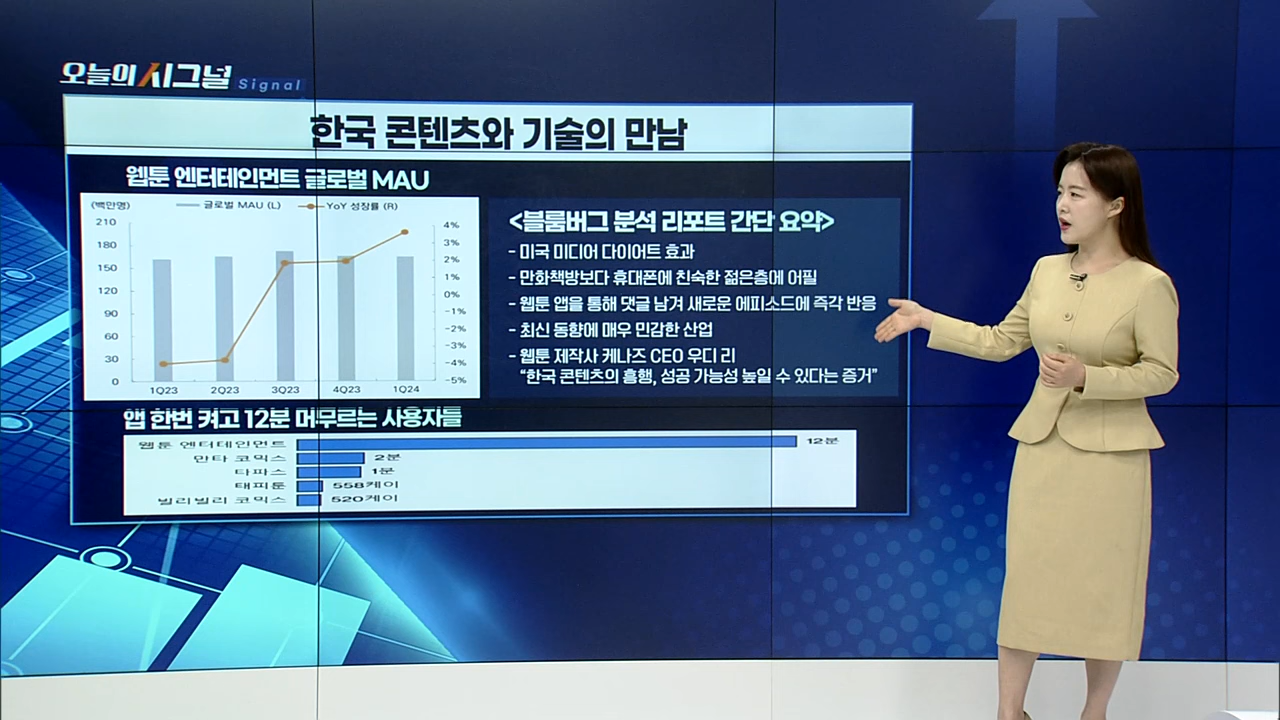 오늘의 시그널 Signal
한국 콘텐츠와 기술의 만남
웹툰 엔터테인먼트 글로벌 MAU
(백만명)
글로벌 MAU (L)
YoY 성장률 (R)
210
180
150
120
90
60
30
0
4%
3%
2%
1%
0%
-1%
-2%
-3%
-4%
-5%
1Q23 2Q23 3Q23 4Q23 1Q24
<블룸버그 분석 리포트 간단 요약>
- 미국 미디어 다이어트 효과
- 만화책방보다 휴대폰에 친숙한 젊은층에 어필
- 웹툰 앱을 통해 댓글 남겨 새로운 에피소드에 즉각 반응
- 최신 동향에 매우 민감한 산업
- 웹툰 제작사 케나즈 CEO 우디 리
“한국 콘텐츠의 흥행, 성공 가능성 높일 수 있다는 증거”
앱 한번 켜고 12분 머무르는 사용자들
웹툰 엔터테인먼트 12분
만타 코믹스 2분
타파스 1분
태피툰 558케이
빌리빌리 코믹스 520케이